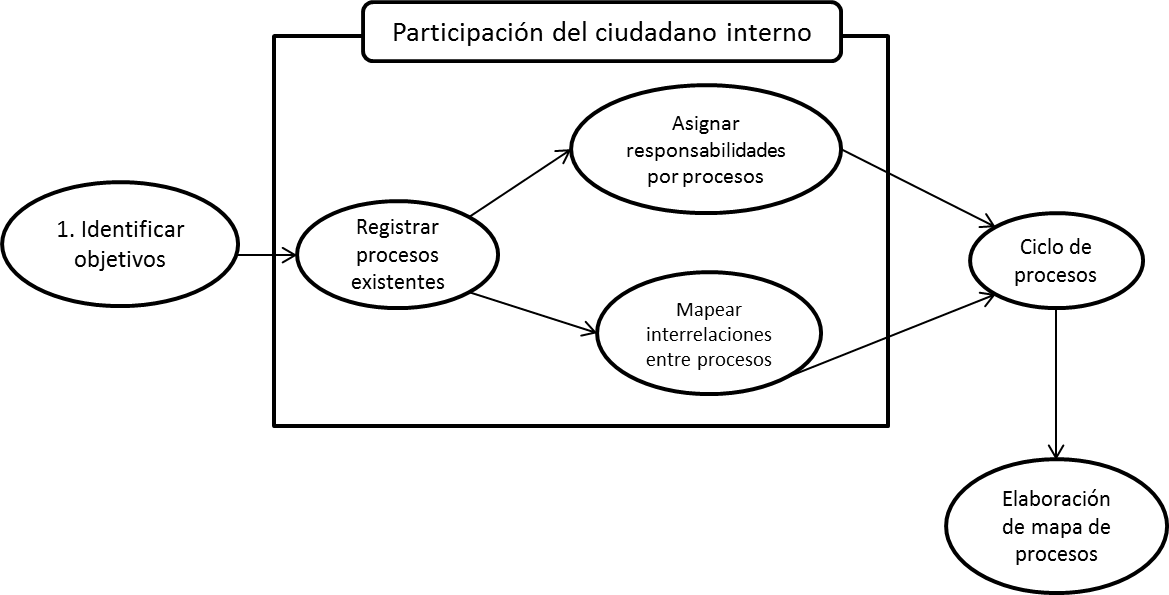 Participación del ciudadano interno
1. Identificar
objetivos
Registrar
procesos
existentes
Asignar
responsabilidades
por procesos
Mapear
interrelaciones
entre procesos
Ciclo de
procesos
Elaboración
de mapa de
procesos